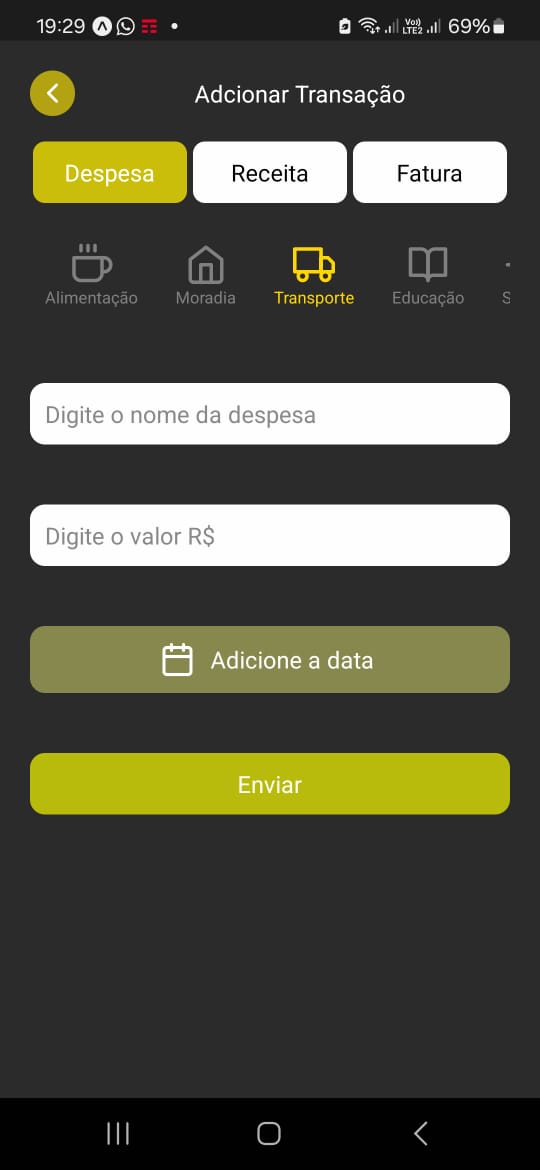 19:29 Vo)) LTE2 69%
Adcionar Transação
Despesa Receita Fatura
Alimentação Moradia Transporte Educação S
Digite o nome da despesa
Digite o valor R$
Adicione a data
Enviar